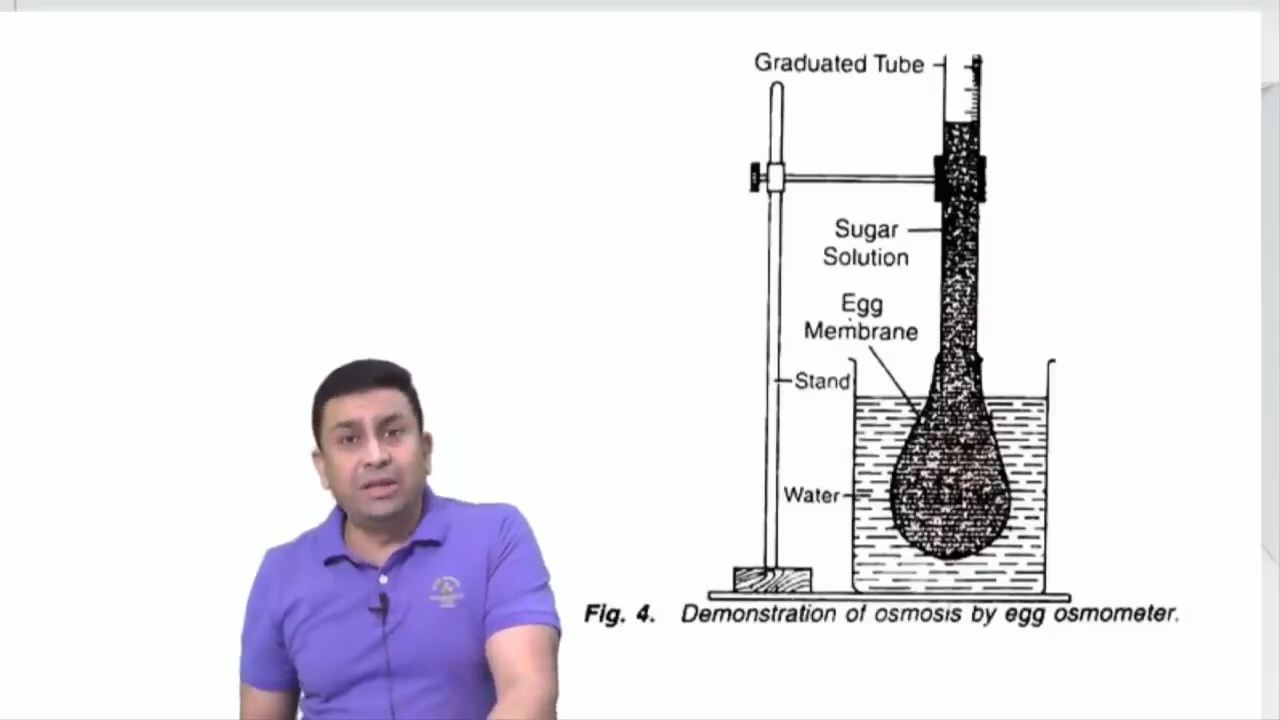 Graduated Tube
Sugar
Solution
Egg
Membrane
Stand
Water
Fig. 4. Demonstration of osmosis by egg osmometer.